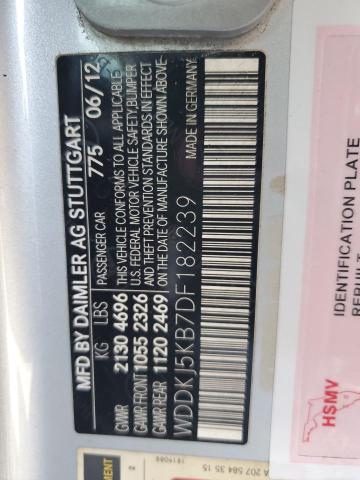 MFD BY DAIMLER AG STUTTGART
PASSENGER CAR 775 06/12
KG LBS THIS VEHICLE CONFORMS TO ALL APPLICABLE
U.S. FEDERAL MOTOR VEHICLE SAFETY, BUMPER
AND THEFT PREVENTION STANDARDS IN EFFECT
ON THE DATE OF MANUFACTURE SHOWN ABOVE
GVWR 2130 4696
GAWR FRONT 1055 2326
GAWR REAR 1120 2469
MADE IN GERMANY
WDDKJ5KB7DF182239
IDENTIFICATION PLATE
HSMV
A 207 584 35 15